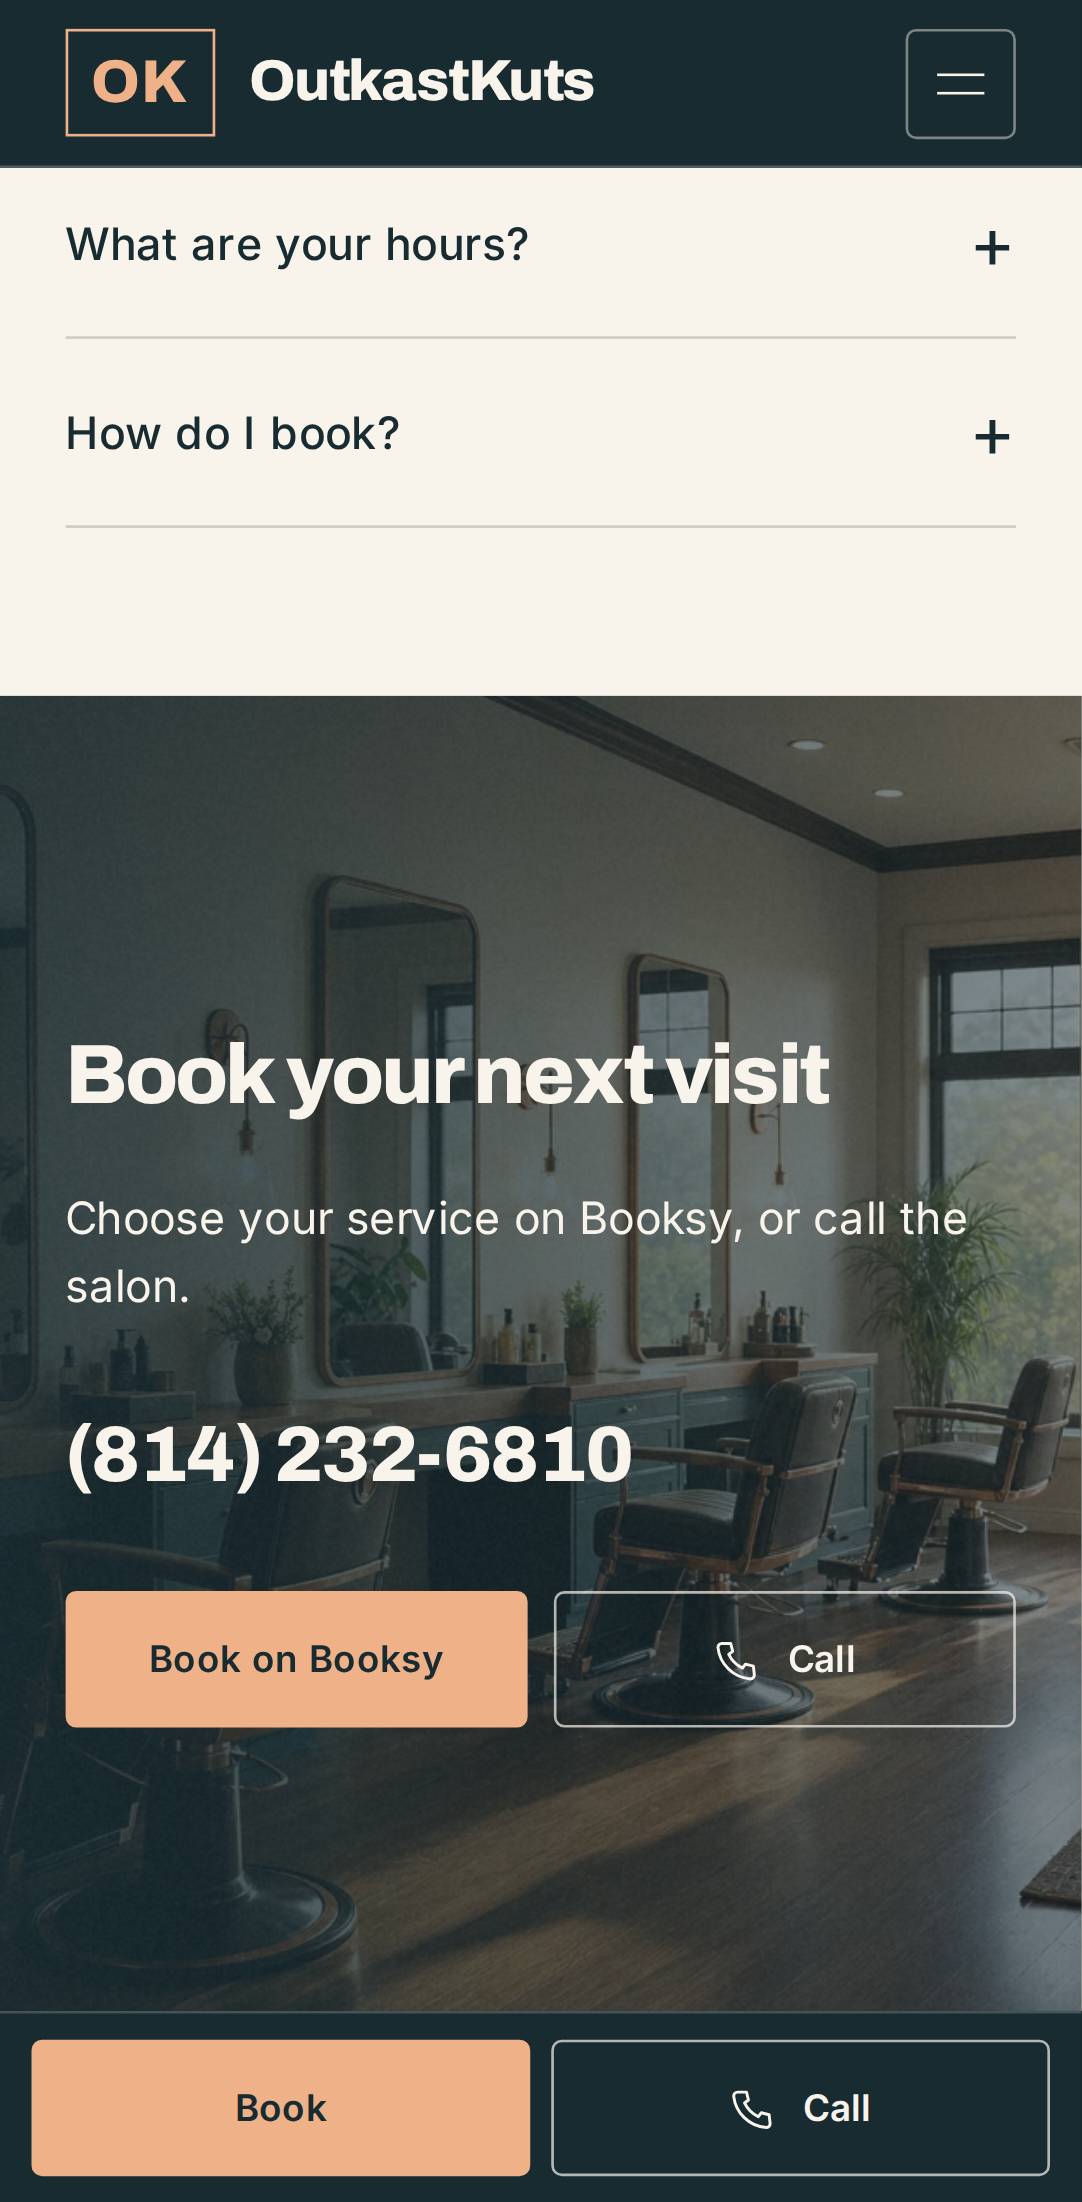 OK OutkastKuts
What are your hours?
How do I book?
Book your next visit
Choose your service on Booksy, or call the
salon.
(814) 232-6810
Book on Booksy
Call
Book
Call